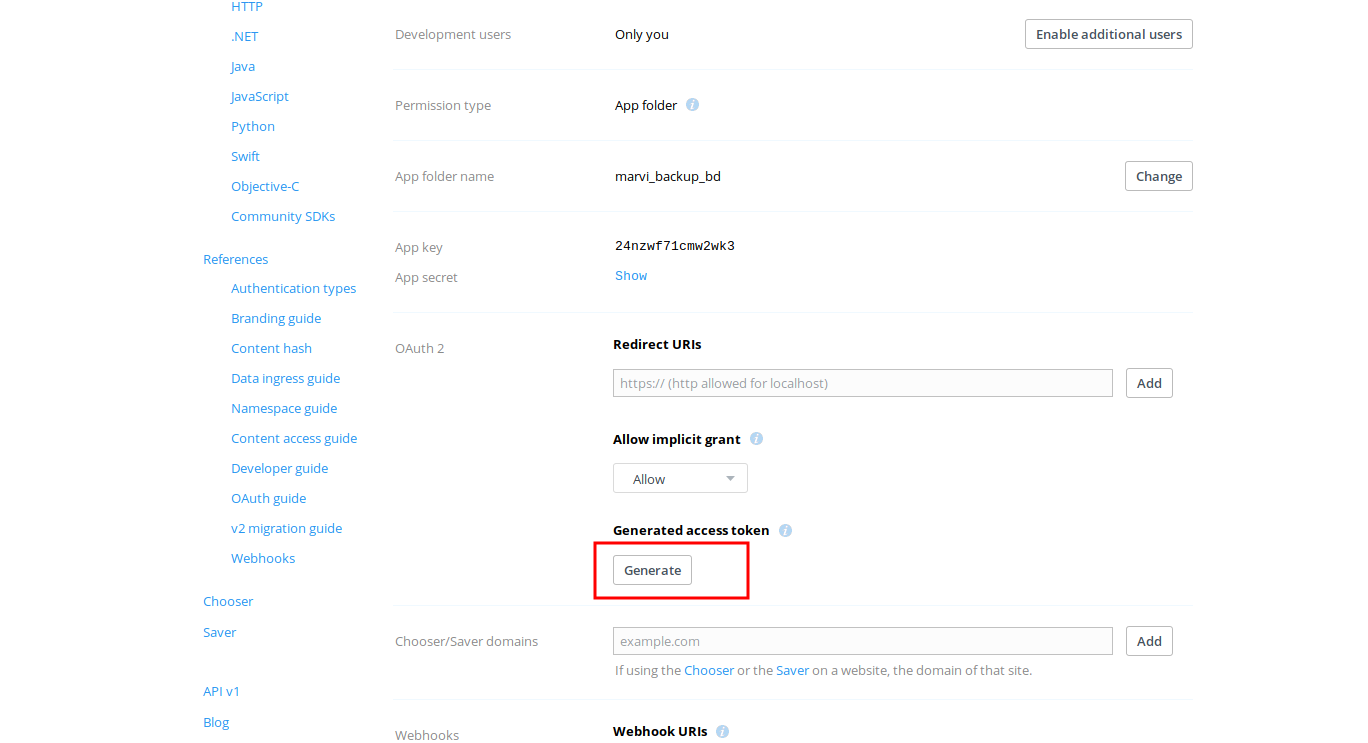 HTTP
.NET
Java
JavaScript
Python
Swift
Objective-C
Community SDKs
References
Authentication types
Branding guide
Content hash
Data ingress guide
Namespace guide
Content access guide
Developer guide
OAuth guide
v2 migration guide
Webhooks
Chooser
Saver
API v1
Blog
Development users Only you Enable additional users
Permission type App folder i
App folder name marvi_backup_bd Change
App key 24nzwf71cmw2wk3
App secret Show
OAuth 2 Redirect URIs
https:// (http allowed for localhost) Add
Allow implicit grant i
Allow
Generated access token i
Generate
Chooser/Saver domains example.com Add
If using the Chooser or the Saver on a website, the domain of that site.
Webhooks Webhook URIs i